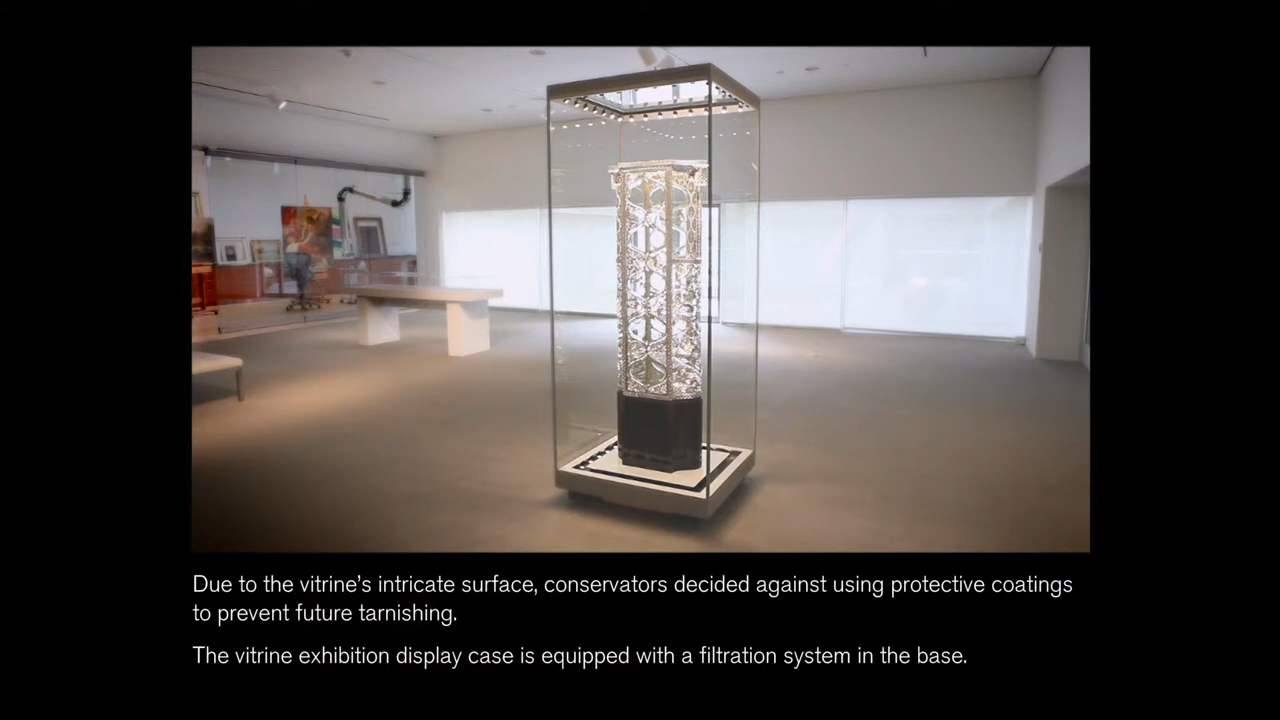 Due to the vitrine's intricate surface, conservators decided against using protective coatings
to prevent future tarnishing.
The vitrine exhibition display case is equipped with a filtration system in the base.